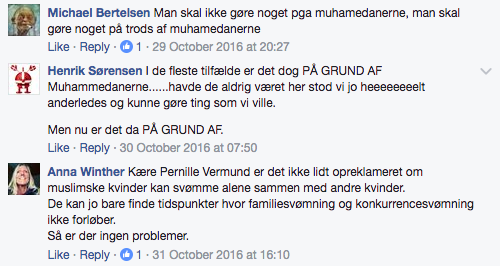 Michael Bertelsen Man skal ikke gøre noget pga muhamedanerne, man skal
gøre noget på trods af muhamedanerne
Like · Reply · 1 · 29 October 2016 at 20:27
Henrik Sørensen I de fleste tilfælde er det dog PÅ GRUND AF
Muhammedanerne......havde de aldrig været her stod vi jo heeeeeeeelt
anderledes og kunne gøre ting som vi ville.
Men nu er det da PÅ GRUND AF.
Like · Reply · 30 October 2016 at 07:50
Anna Winther Kære Pernille Vermund er det ikke lidt opreklameret om
muslimske kvinder kan svømme alene sammen med andre kvinder.
De kan jo bare finde tidspunkter hvor familiesvømning og konkurrencesvømning
ikke forløber.
Så er der ingen problemer.
Like · Reply · 1 · 31 October 2016 at 16:10